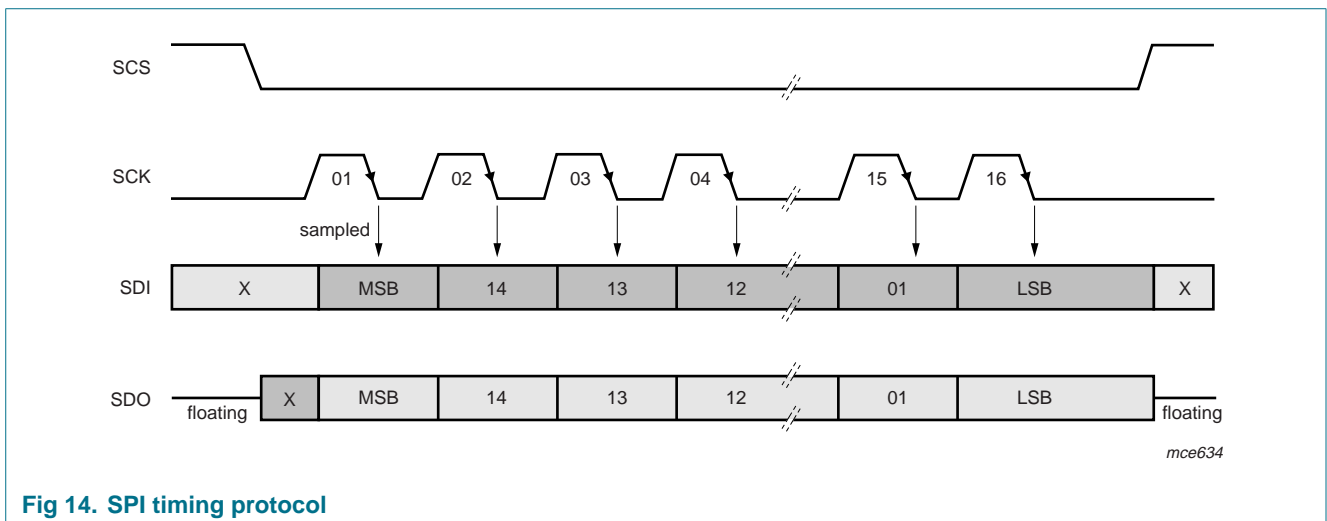 SCS
SCK 01 02 03 04 15 16
sampled
SDI X MSB 14 13 12 01 LSB X
SDO floating X MSB 14 13 12 01 LSB floating
mce634
Fig 14. SPI timing protocol